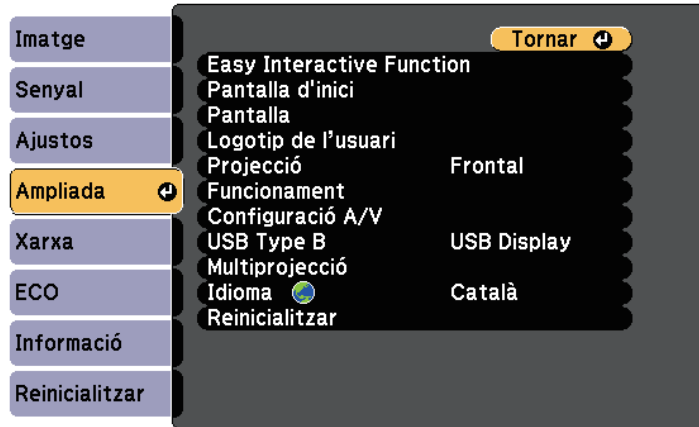 Imatge
Senyal
Ajustos
Ampliada
Xarxa
ECO
Informació
Reinicialitzar
Tornar
Easy Interactive Function
Pantalla d'inici
Pantalla
Logotip de l’usuari
Projecció Frontal
Funcionament
Configuració A/V
USB Type B USB Display
Multiprojecció
Idioma Català
Reinicialitzar